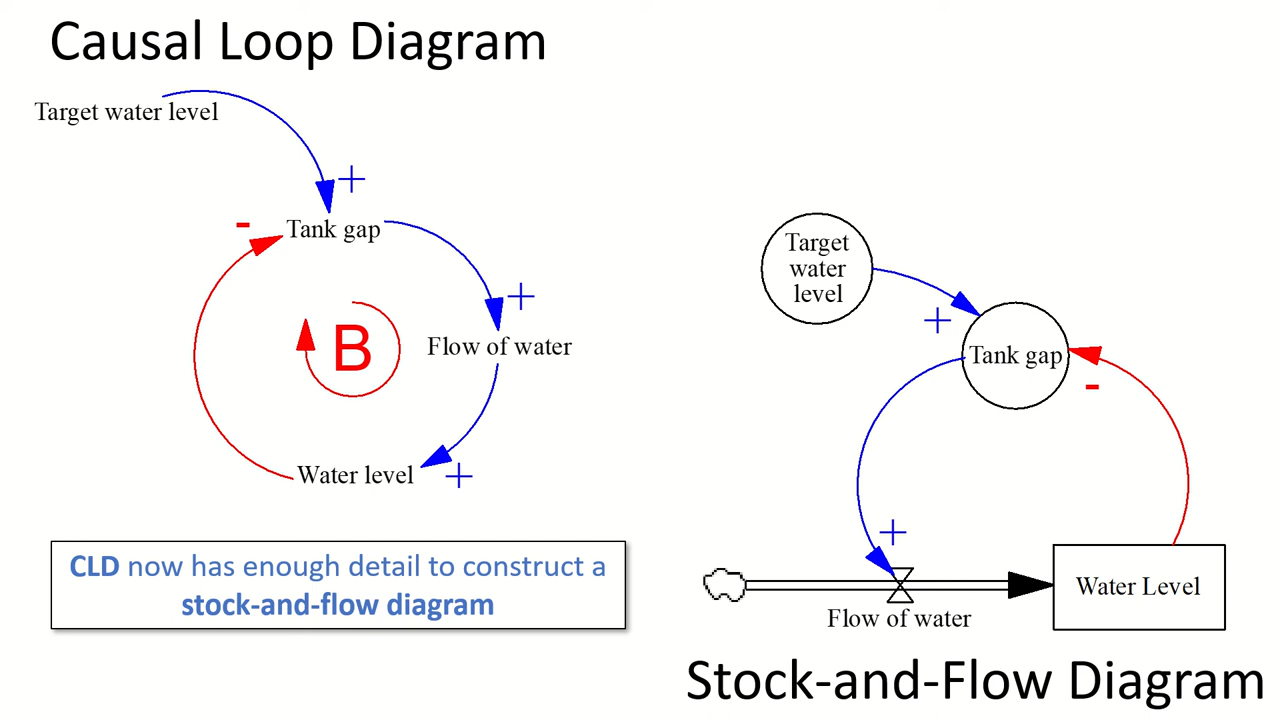 Causal Loop Diagram
Target water level
+
-
Tank gap
+
B
Flow of water
Water level
+
CLD now has enough detail to construct a
stock-and-flow diagram
Target
water
level
+
Tank gap
-
+
Flow of water
Water Level
Stock-and-Flow Diagram